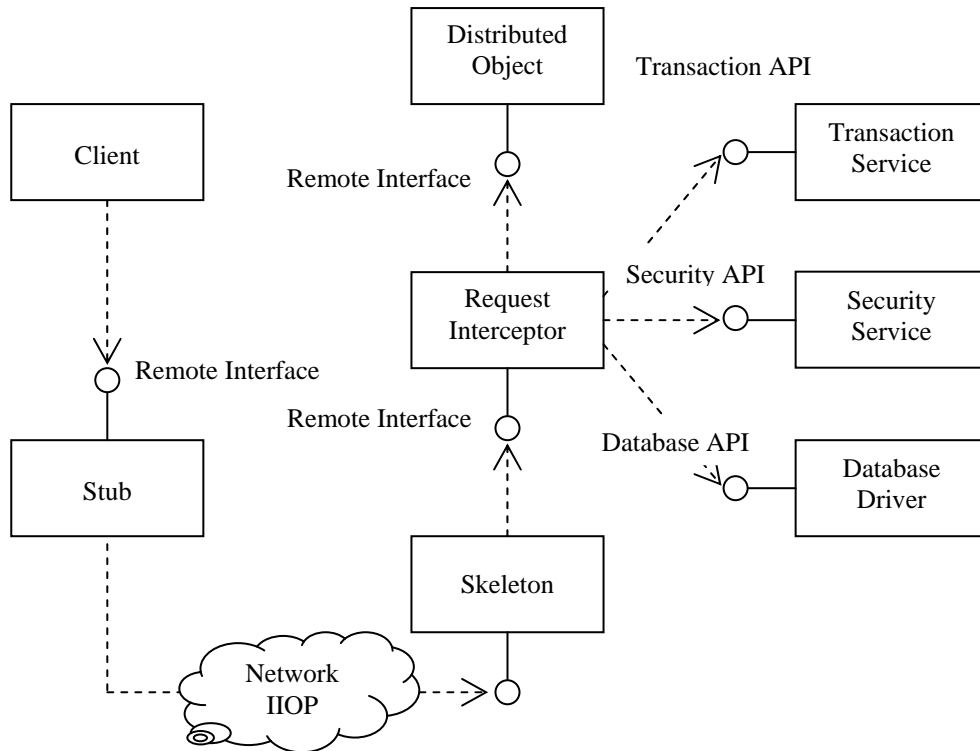 Distributed
Object
Transaction API
Client
Transaction
Service
Remote Interface
Request
Interceptor
Security API
Security
Service
Remote Interface
Remote Interface
Database API
Stub
Database
Driver
Skeleton
Network
IIOP